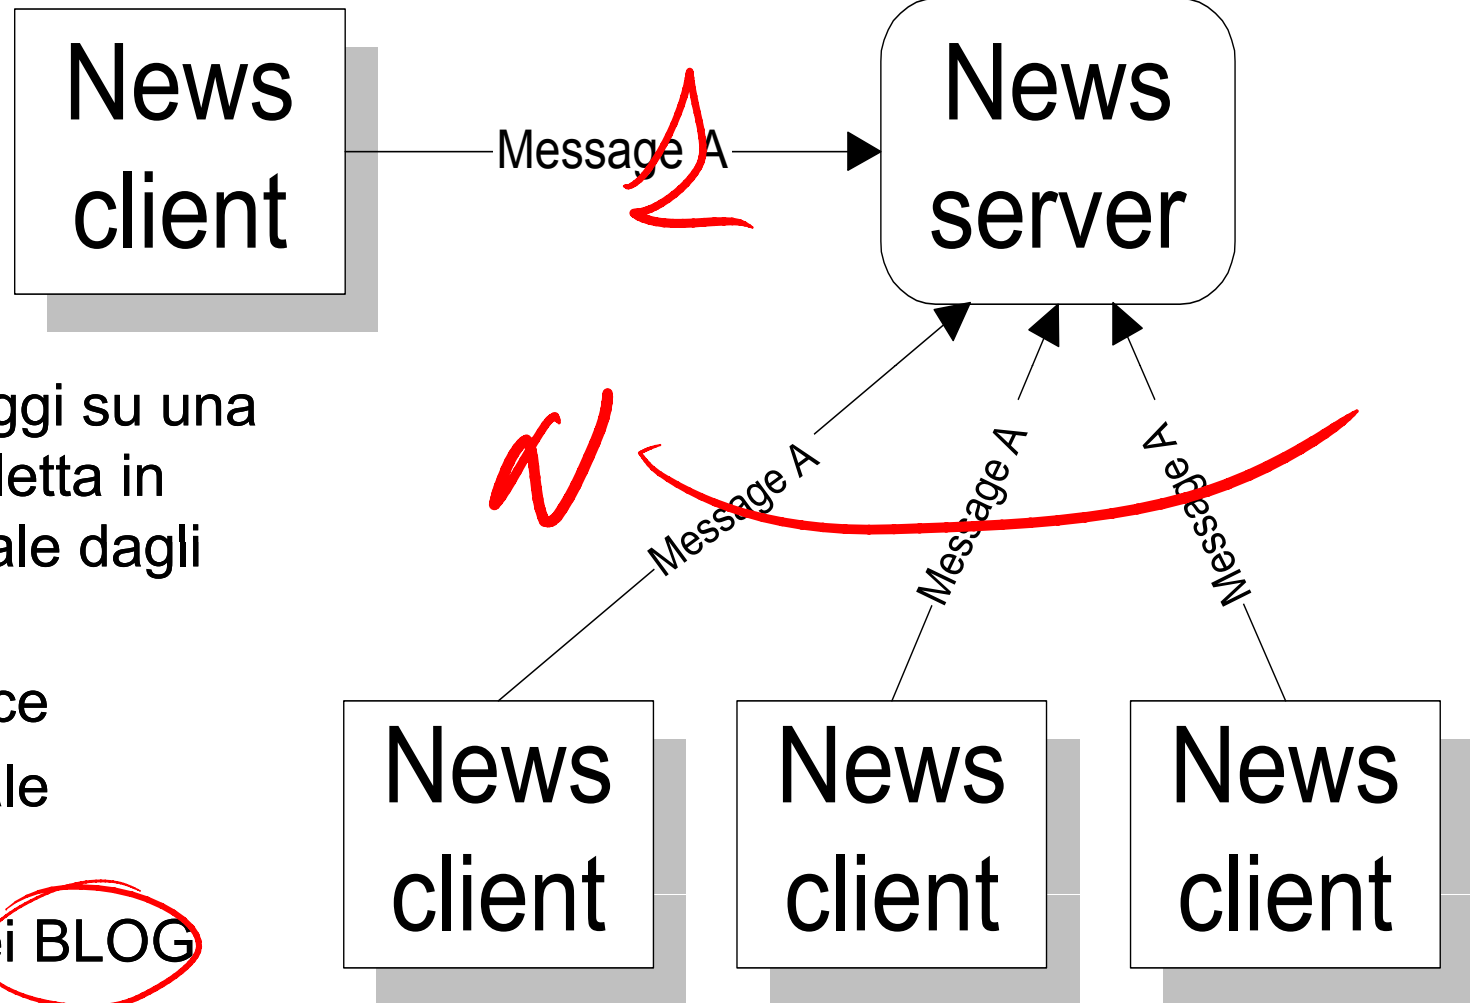 News
client
Message A
News
server
ggi su una
letta in
ale dagli
ce
le
ei BLOG
N
Message A
Message A
Message A
News
client
News
client
News
client